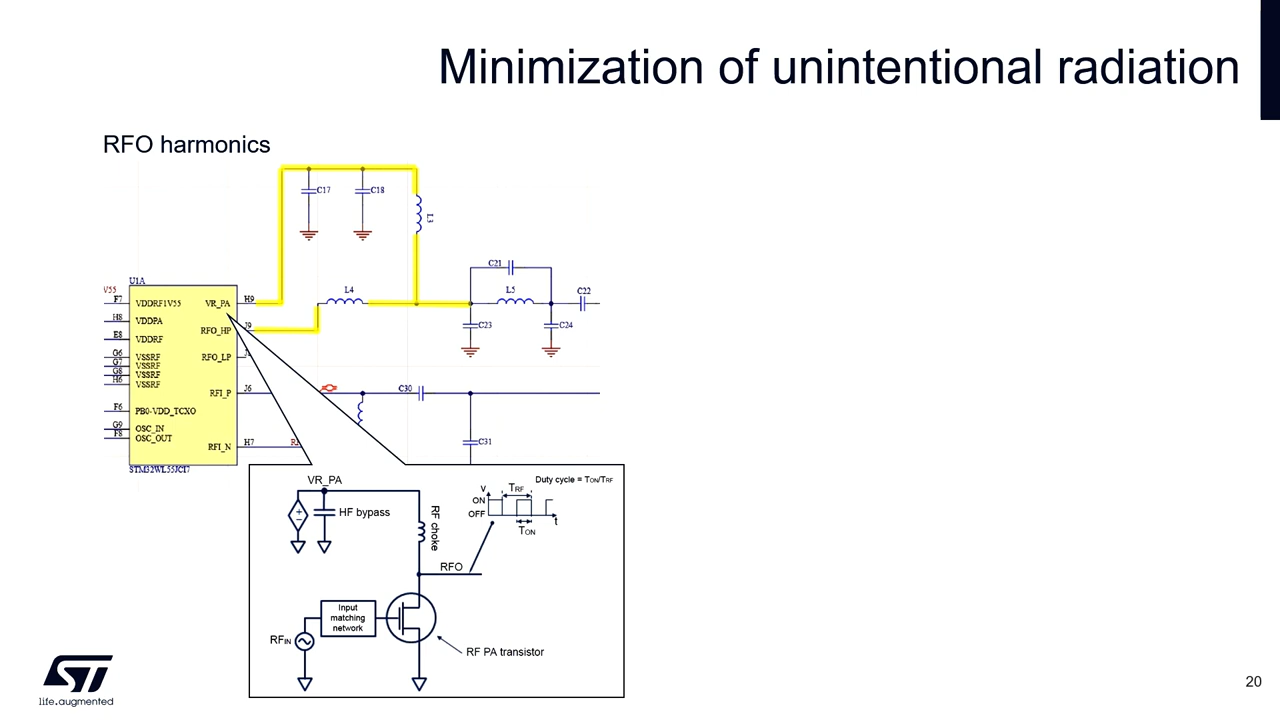 Minimization of unintentional radiation
RFO harmonics
C17
C18
L3
U1A
V55
F7 VDDRF1V55 VR_PA H9
H8 VDDPA
E8 VDDRF RFO_HP J9
G6 VSSRF RFO_LP
G7 VSSRF
G8 VSSRF
H6 VSSRF
RFI_P J6
F6 PB0-VDD_TCXO
G9 OSC_IN
F8 OSC_OUT
RFI_N H7
STM32WL55JCI7
L4
C21
L5
C22
C23
C24
C30
C31
VR_PA
HF bypass
RF choke
RFO
Duty cycle = TON/TRF
V
TRF
ON
OFF
t
TON
Input
matching
network
RFIN
RF PA transistor
ST
life.augmented
20